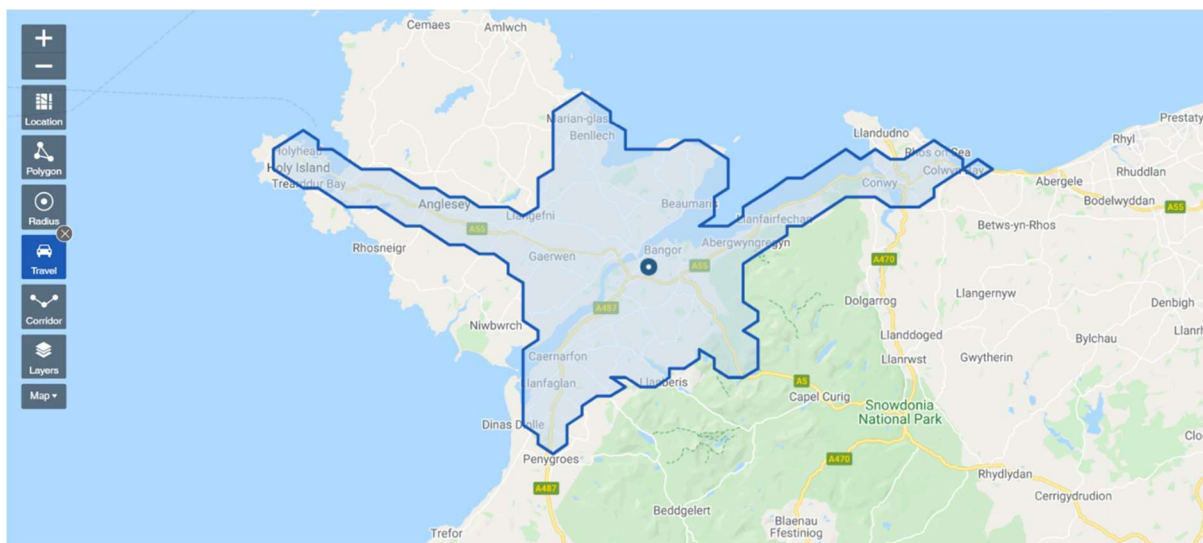 +
−
Location
Polygon
Radius
Travel
Corridor
Layers
Map
Cemaes
Amlwch
Marian-glas
Benllech
Llandudno
Prestaty
Rhyl
Rhos on Sea
Holyhead
Holy Island
Trearddur Bay
Colwyn Bay
Conwy
Abergele
Rhuddlan
Bodelwyddan
A55
Anglesey
Llangefni
Beaumaris
Llanfairfechan
Betws-yn-Rhos
A55
Rhosneigr
Gaerwen
Bangor
Abergwyngregyn
A55
A470
Dolgarrog
Llangernyw
Denbigh
A487
Niwbwrch
Llanddoged
Bylchau
Llanrh
Caernarfon
Llanrwst
Gwytherin
Llanfaglan
Llanberis
A5
Capel Curig
Snowdonia
National Park
Dinas Dinlle
Clo
Penygroes
A470
Rhydlydan
A487
Cerrigydrudion
Beddgelert
Trefor
Blaenau
Ffestiniog